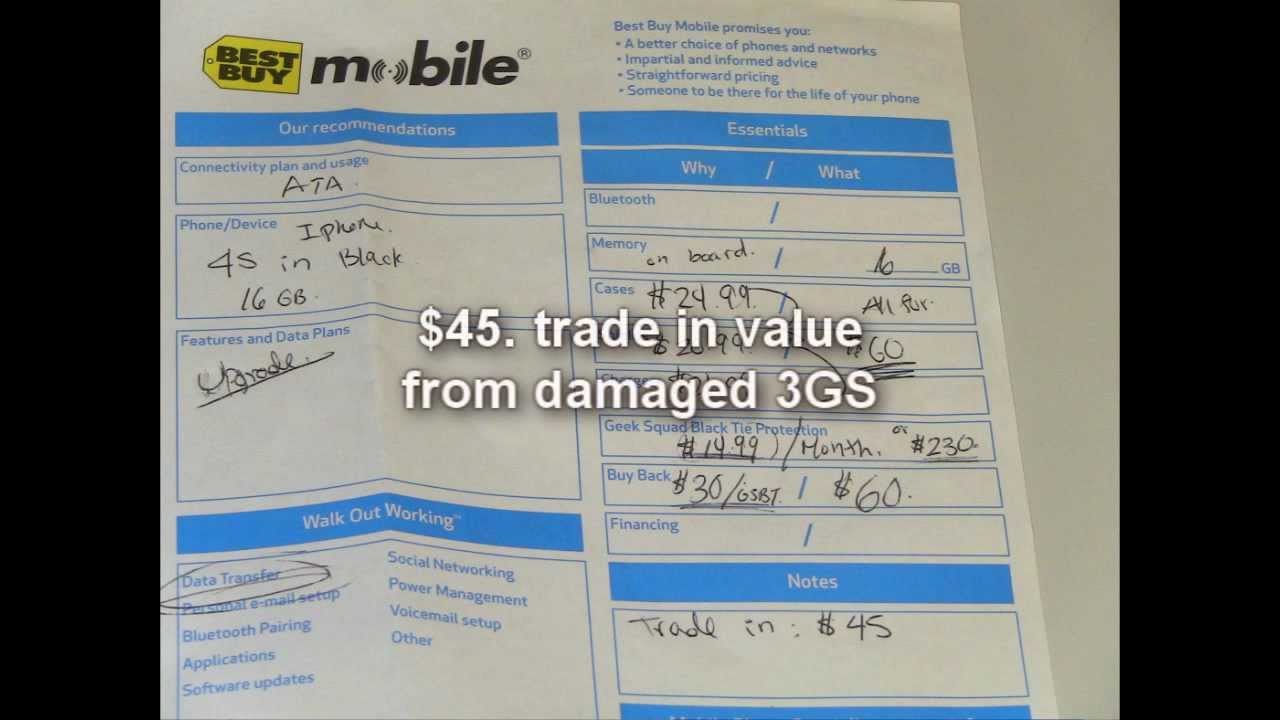 BEST BUY mobile®
Best Buy Mobile promises you:
• A better choice of phones and networks
• Impartial and informed advice
• Straightforward pricing
• Someone to be there for the life of your phone
Our recommendations
Connectivity plan and usage
ATA
Phone/Device Iphone.
4S in Black
16 GB.
Features and Data Plans
Upgrade.
Walk Out Working™
Data Transfer
Personal e-mail setup
Bluetooth Pairing
Applications
Software updates
Social Networking
Power Management
Voicemail setup
Other
Essentials
Why / What
Bluetooth /
Memory on board. / 16 GB
Cases $24.99 / All for.
$60
Geek Squad Black Tie Protection
$14.99 / Month. or $230.
Buy Back $30/GSBT. / $60.
Financing /
Notes
Trade in: $45
$45. trade in value
from damaged 3GS